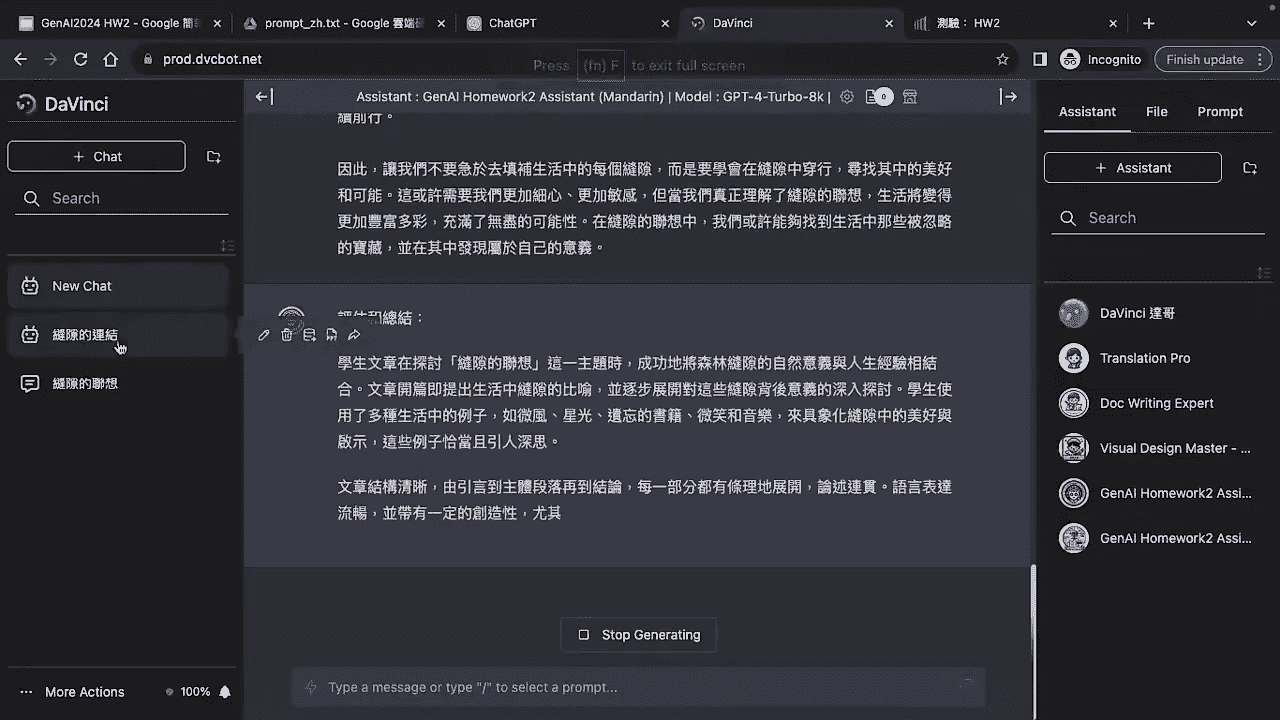 GenAI2024 HW2 - Google 簡
prompt_zh.txt - Google 雲端硬
ChatGPT
DaVinci
測驗： HW2
prod.dvcbot.net
Press (fn) F to exit full screen
Incognito
Finish update
DaVinci
Assistant : GenAI Homework2 Assistant (Mandarin) | Model : GPT-4-Turbo-8k |
0
Assistant
File
Prompt
+ Chat
Search
New Chat
縫隙的連結
縫隙的聯想
More Actions
100%
續前行。
因此，讓我們不要急於去填補生活中的每個縫隙，而是要學會在縫隙中穿行，尋找其中的美好
和可能。這或許需要我們更加細心、更加敏感，但當我們真正理解了縫隙的聯想，生活將變得
更加豐富多彩，充滿了無盡的可能性。在縫隙的聯想中，我們或許能夠找到生活中那些被忽略
的寶藏，並在其中發現屬於自己的意義。
評估和總結：
學生文章在探討「縫隙的聯想」這一主題時，成功地將森林縫隙的自然意義與人生經驗相結
合。文章開篇即提出生活中縫隙的比喻，並逐步展開對這些縫隙背後意義的深入探討。學生使
用了多種生活中的例子，如微風、星光、遺忘的書籍、微笑和音樂，來具象化縫隙中的美好與
啟示，這些例子恰當且引人深思。
文章結構清晰，由引言到主體段落再到結論，每一部分都有條理地展開，論述連貫。語言表達
流暢，並帶有一定的創造性，尤其
Stop Generating
Type a message or type "/" to select a prompt...
+ Assistant
Search
DaVinci 達哥
Translation Pro
Doc Writing Expert
Visual Design Master - ...
GenAI Homework2 Assi...
GenAI Homework2 Assi...